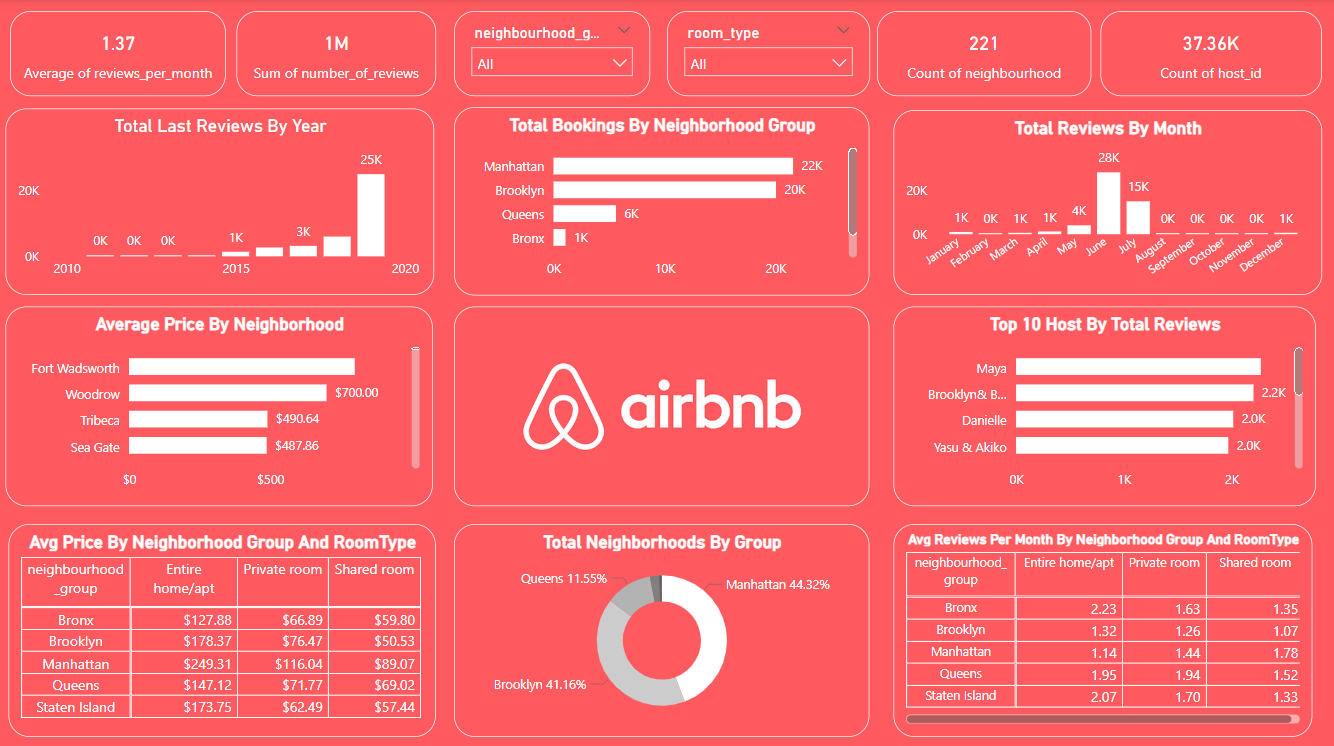 1.37
Average of reviews_per_month
1M
Sum of number_of_reviews
neighbourhood_g...
All
room_type
All
221
Count of neighbourhood
37.36K
Count of host_id
Total Last Reviews By Year
25K
20K
0K
0K
0K
1K
3K
0K
2010
2015
2020
Total Bookings By Neighborhood Group
Manhattan
22K
Brooklyn
20K
Queens
6K
Bronx
1K
0K
10K
20K
Total Reviews By Month
28K
20K
15K
1K
0K
1K
1K
4K
0K
0K
0K
0K
1K
0K
January
February
March
April
May
June
July
August
September
October
November
December
Average Price By Neighborhood
Fort Wadsworth
Woodrow
$700.00
Tribeca
$490.64
Sea Gate
$487.86
$0
$500
airbnb
Top 10 Host By Total Reviews
Maya
Brooklyn& B...
2.2K
Danielle
2.0K
Yasu & Akiko
2.0K
0K
1K
2K
Avg Price By Neighborhood Group And RoomType
neighbourhood
_group
Entire
home/apt
Private room
Shared room
Bronx $127.88 $66.89 $59.80
Brooklyn $178.37 $76.47 $50.53
Manhattan $249.31 $116.04 $89.07
Queens $147.12 $71.77 $69.02
Staten Island $173.75 $62.49 $57.44
Total Neighborhoods By Group
Queens 11.55%
Manhattan 44.32%
Brooklyn 41.16%
Avg Reviews Per Month By Neighborhood Group And RoomType
neighbourhood_
group
Entire home/apt
Private room
Shared room
Bronx 2.23 1.63 1.35
Brooklyn 1.32 1.26 1.07
Manhattan 1.14 1.44 1.78
Queens 1.95 1.94 1.52
Staten Island 2.07 1.70 1.33